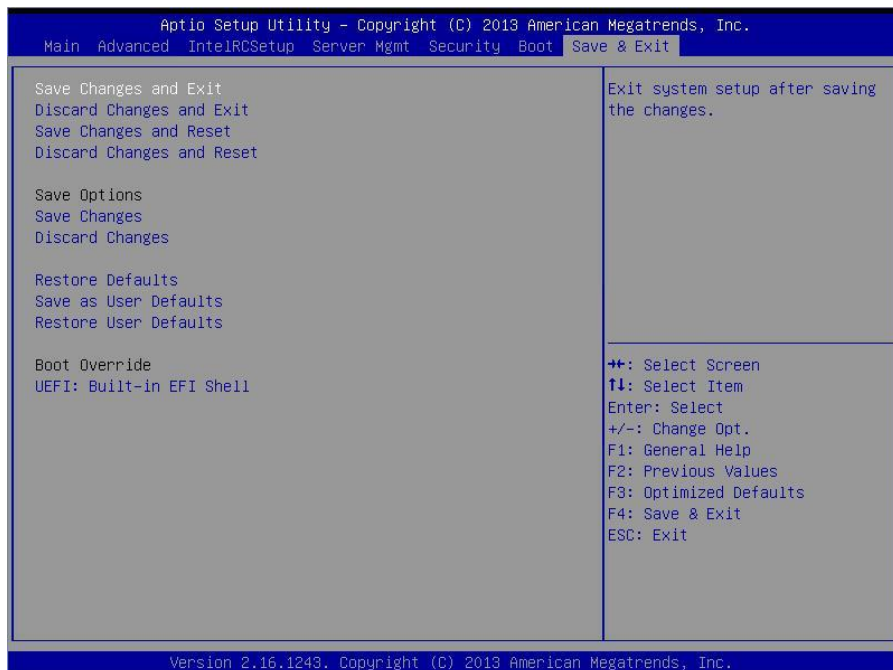 Aptio Setup Utility - Copyright (C) 2013 American Megatrends, Inc.
Main Advanced IntelRCSetup Server Mgmt Security Boot Save & Exit
Save Changes and Exit
Discard Changes and Exit
Save Changes and Reset
Discard Changes and Reset
Save Options
Save Changes
Discard Changes
Restore Defaults
Save as User Defaults
Restore User Defaults
Boot Override
UEFI: Built-in EFI Shell
Exit system setup after saving
the changes.
→←: Select Screen
↑↓: Select Item
Enter: Select
+/-: Change Opt.
F1: General Help
F2: Previous Values
F3: Optimized Defaults
F4: Save & Exit
ESC: Exit
Version 2.16.1243. Copyright (C) 2013 American Megatrends, Inc.